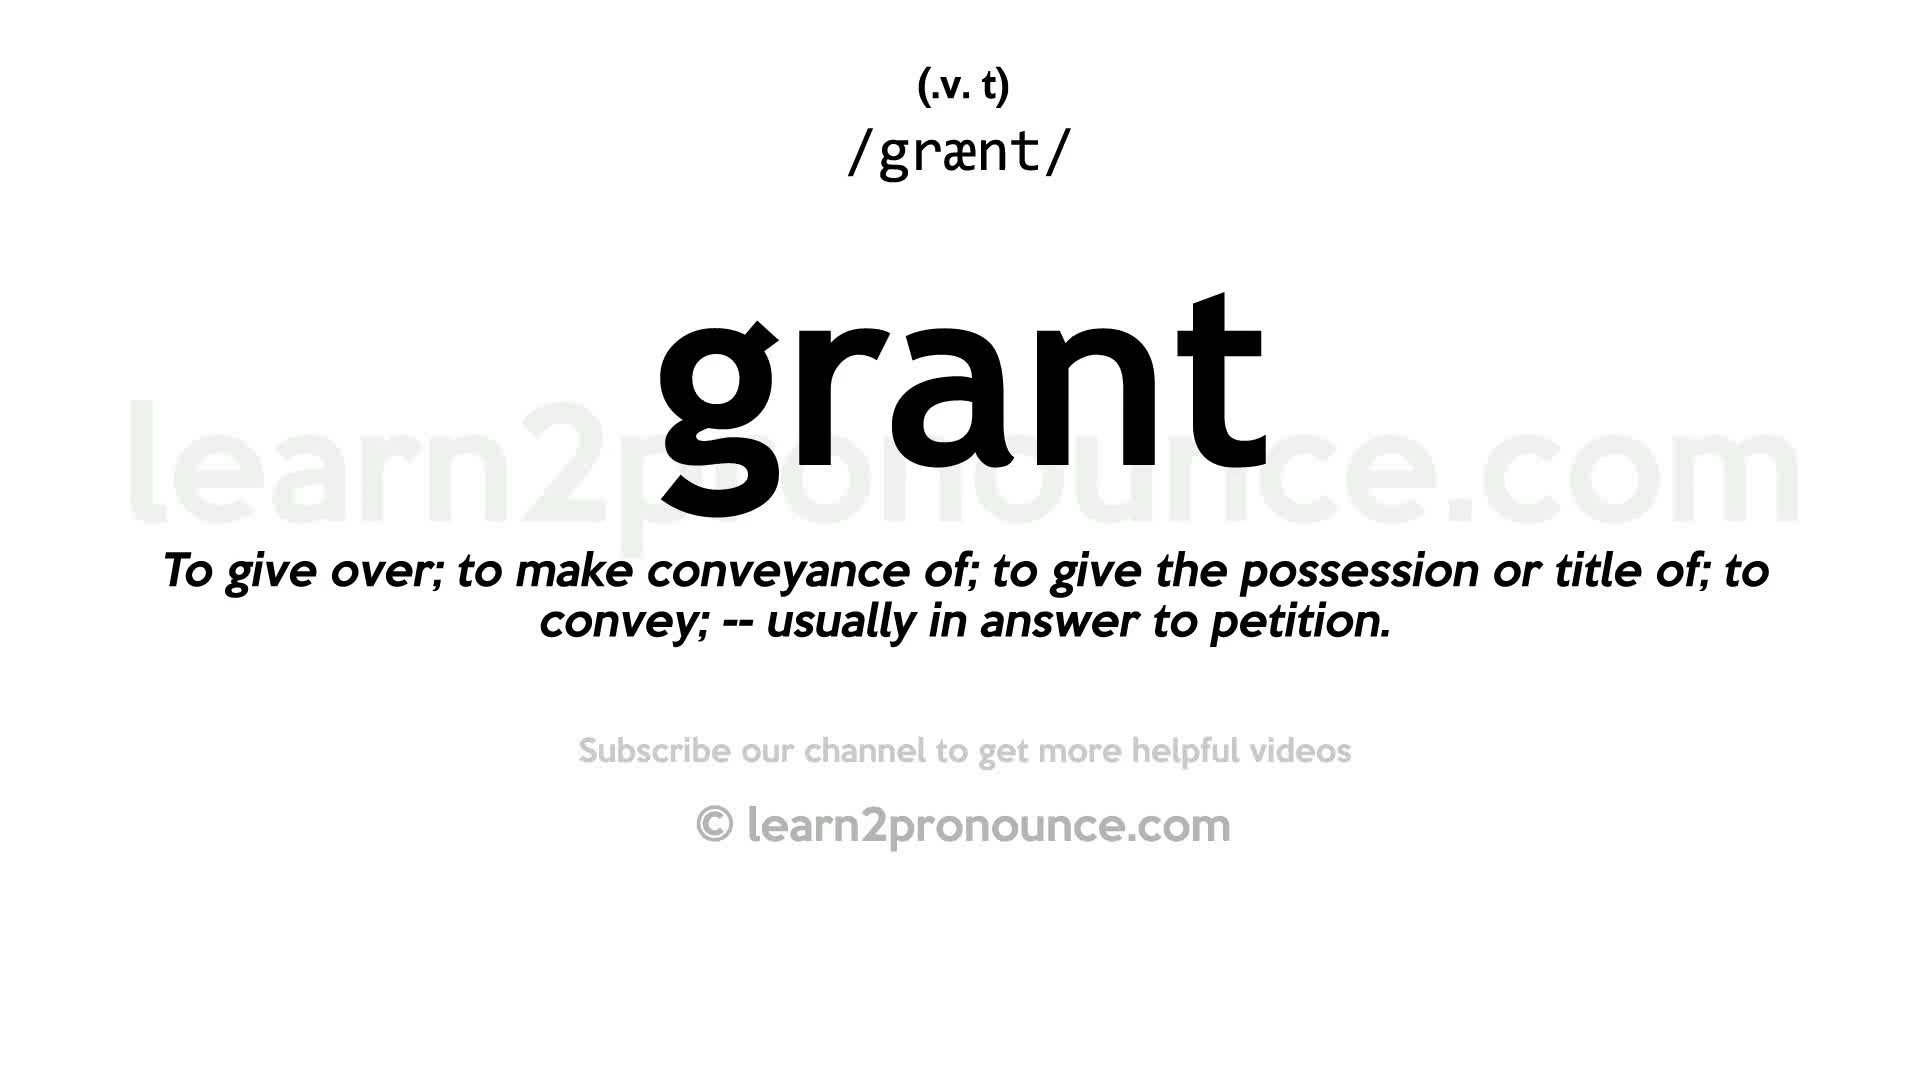 (.v. t)
/grænt/
grant
learn2pronounce.com
To give over; to make conveyance of; to give the possession or title of; to
convey; -- usually in answer to petition.
Subscribe our channel to get more helpful videos
© learn2pronounce.com